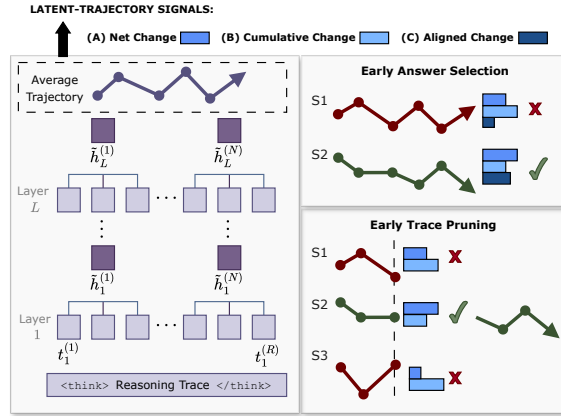 LATENT-TRAJECTORY SIGNALS:
(A) Net Change (B) Cumulative Change (C) Aligned Change
Average
Trajectory
h̃_L^{(1)} h̃_L^{(N)}
Layer
L
...
⋮ ⋮
h̃_1^{(1)} h̃_1^{(N)}
Layer
1
...
t_1^{(1)} t_1^{(R)}
<think> Reasoning Trace </think>
Early Answer Selection
S1
S2
Early Trace Pruning
S1
S2
S3